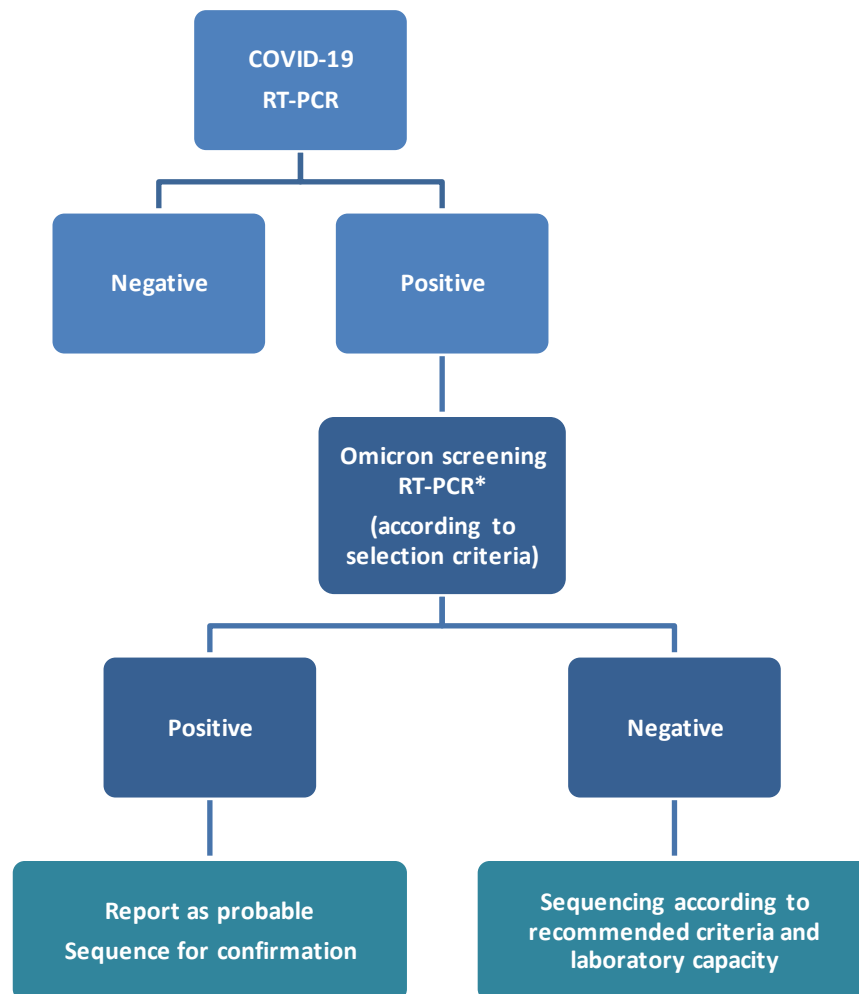 COVID-19
RT-PCR
Negative
Positive
Omicron screening
RT-PCR*
(according to
selection criteria)
Positive
Negative
Report as probable
Sequence for confirmation
Sequencing according to
recommended criteria and
laboratory capacity